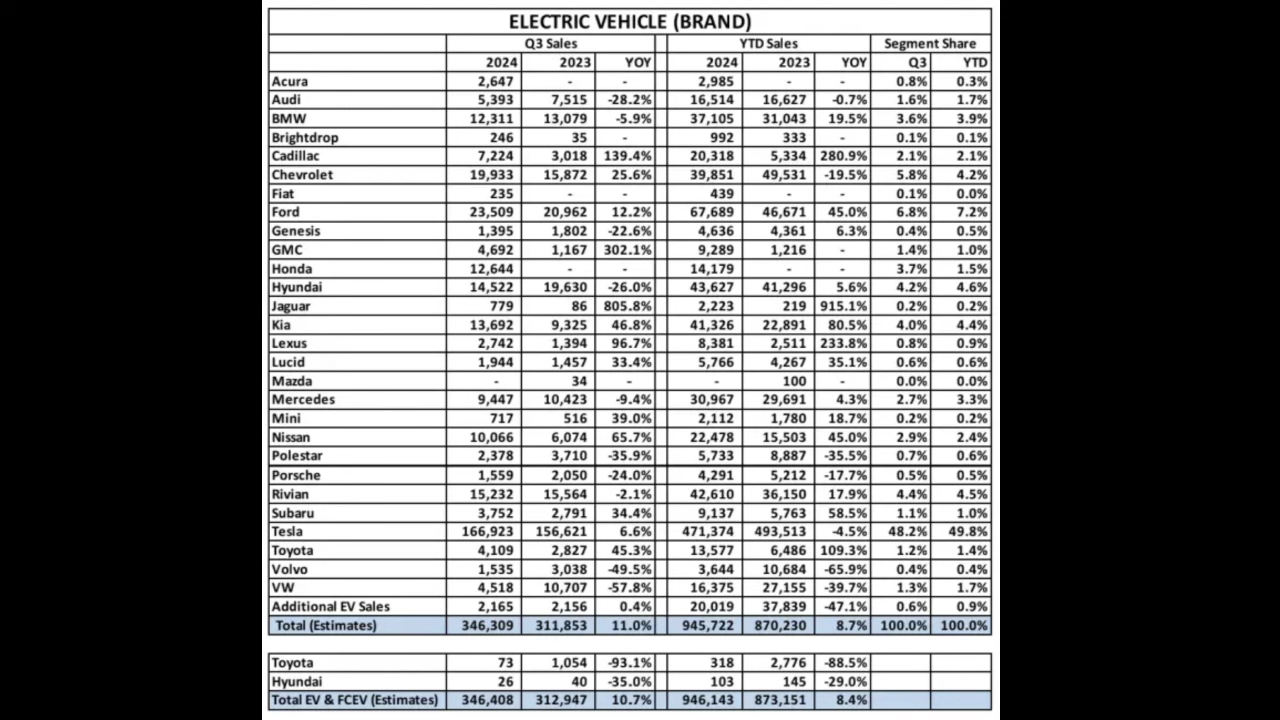 ELECTRIC VEHICLE (BRAND)
Q3 Sales YTD Sales Segment Share
2024 2023 YOY 2024 2023 YOY Q3 YTD
Acura 2,647 - - 2,985 - - 0.8% 0.3%
Audi 5,393 7,515 -28.2% 16,514 16,627 -0.7% 1.6% 1.7%
BMW 12,311 13,079 -5.9% 37,105 31,043 19.5% 3.6% 3.9%
Brightdrop 246 35 - 992 333 - 0.1% 0.1%
Cadillac 7,224 3,018 139.4% 20,318 5,334 280.9% 2.1% 2.1%
Chevrolet 19,933 15,872 25.6% 39,851 49,531 -19.5% 5.8% 4.2%
Fiat 235 - - 439 - - 0.1% 0.0%
Ford 23,509 20,962 12.2% 67,689 46,671 45.0% 6.8% 7.2%
Genesis 1,395 1,802 -22.6% 4,636 4,361 6.3% 0.4% 0.5%
GMC 4,692 1,167 302.1% 9,289 1,216 - 1.4% 1.0%
Honda 12,644 - - 14,179 - - 3.7% 1.5%
Hyundai 14,522 19,630 -26.0% 43,627 41,296 5.6% 4.2% 4.6%
Jaguar 779 86 805.8% 2,223 219 915.1% 0.2% 0.2%
Kia 13,692 9,325 46.8% 41,326 22,891 80.5% 4.0% 4.4%
Lexus 2,742 1,394 96.7% 8,381 2,511 233.8% 0.8% 0.9%
Lucid 1,944 1,457 33.4% 5,766 4,267 35.1% 0.6% 0.6%
Mazda - 34 - - 100 - 0.0% 0.0%
Mercedes 9,447 10,423 -9.4% 30,967 29,691 4.3% 2.7% 3.3%
Mini 717 516 39.0% 2,112 1,780 18.7% 0.2% 0.2%
Nissan 10,066 6,074 65.7% 22,478 15,503 45.0% 2.9% 2.4%
Polestar 2,378 3,710 -35.9% 5,733 8,887 -35.5% 0.7% 0.6%
Porsche 1,559 2,050 -24.0% 4,291 5,212 -17.7% 0.5% 0.5%
Rivian 15,232 15,564 -2.1% 42,610 36,150 17.9% 4.4% 4.5%
Subaru 3,752 2,791 34.4% 9,137 5,763 58.5% 1.1% 1.0%
Tesla 166,923 156,621 6.6% 471,374 493,513 -4.5% 48.2% 49.8%
Toyota 4,109 2,827 45.3% 13,577 6,486 109.3% 1.2% 1.4%
Volvo 1,535 3,038 -49.5% 3,644 10,684 -65.9% 0.4% 0.4%
VW 4,518 10,707 -57.8% 16,375 27,155 -39.7% 1.3% 1.7%
Additional EV Sales 2,165 2,156 0.4% 20,019 37,839 -47.1% 0.6% 0.9%
Total (Estimates) 346,309 311,853 11.0% 945,722 870,230 8.7% 100.0% 100.0%
Toyota 73 1,054 -93.1% 318 2,776 -88.5%
Hyundai 26 40 -35.0% 103 145 -29.0%
Total EV & FCEV (Estimates) 346,408 312,947 10.7% 946,143 873,151 8.4%